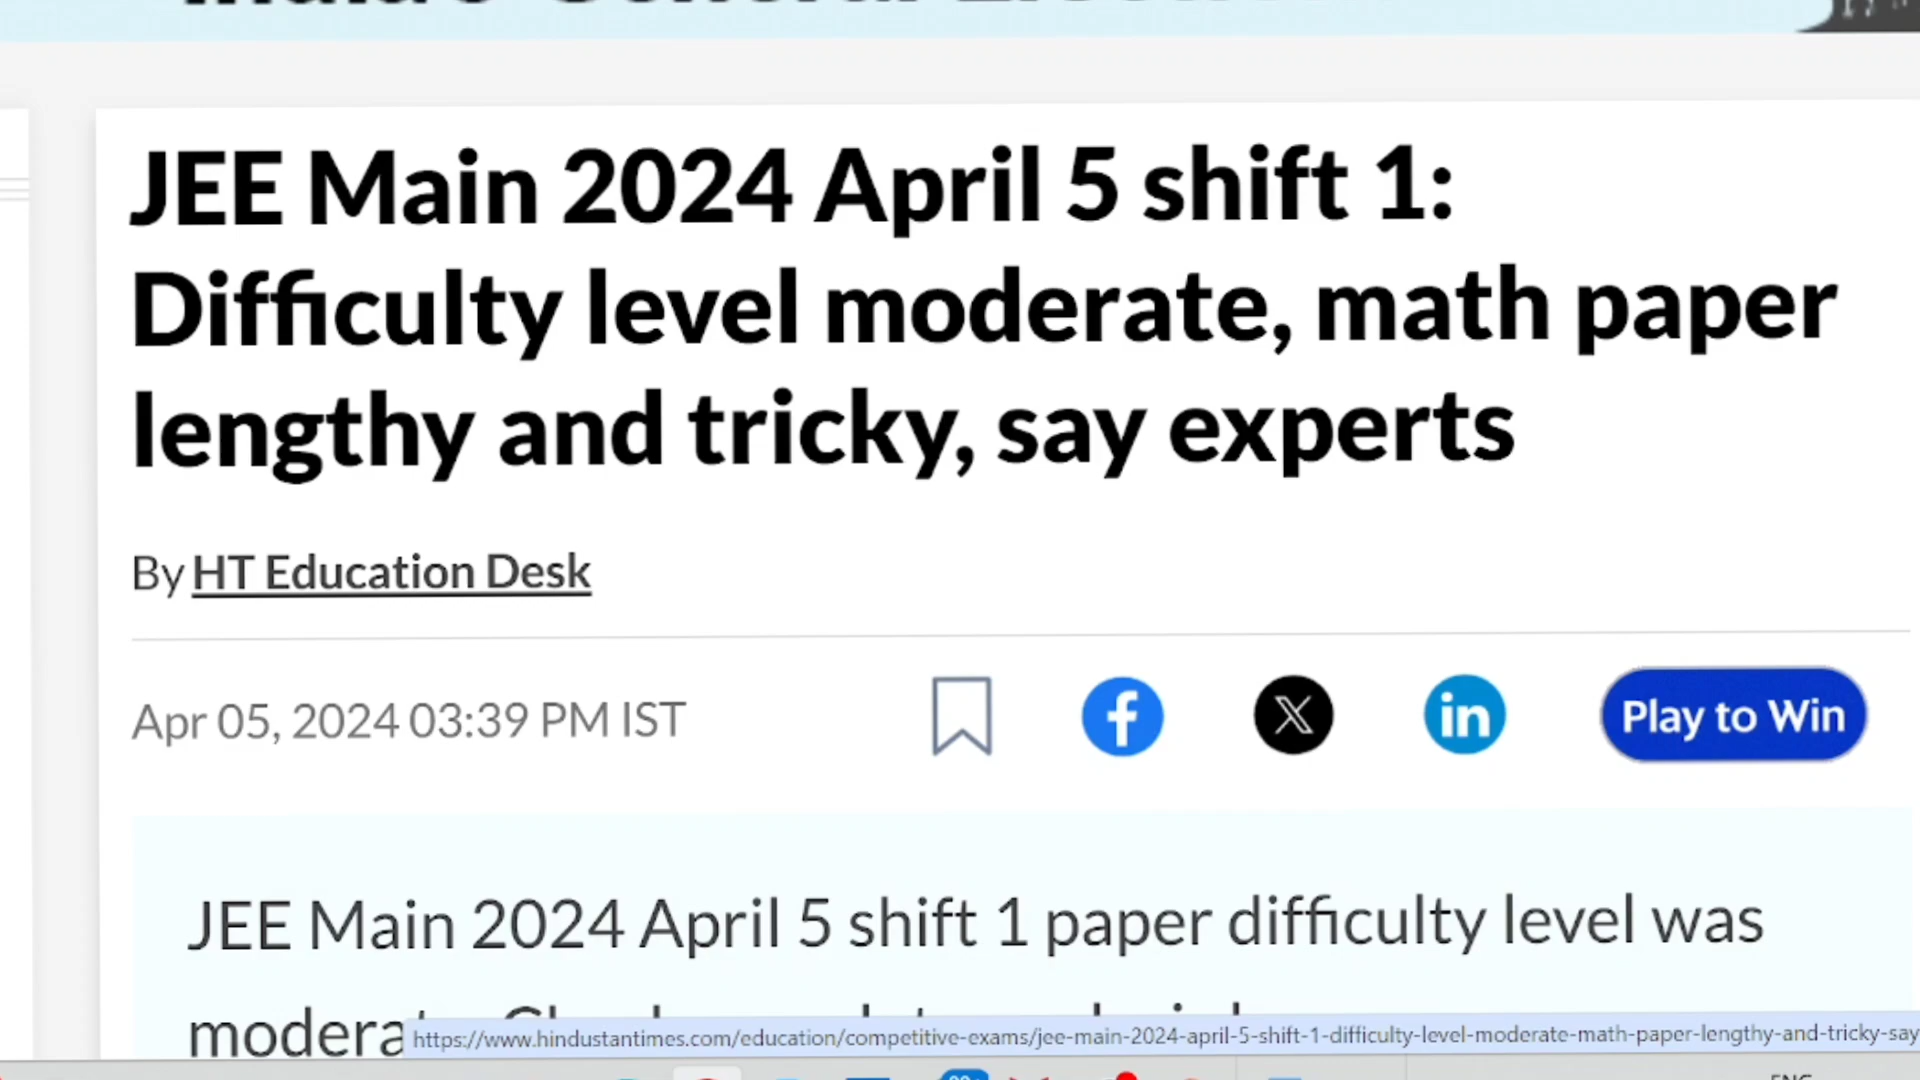 JEE Main 2024 April 5 shift 1:
Difficulty level moderate, math paper
lengthy and tricky, say experts
By HT Education Desk
Apr 05, 2024 03:39 PM IST
Play to Win
JEE Main 2024 April 5 shift 1 paper difficulty level was
https://www.hindustantimes.com/education/competitive-exams/jee-main-2024-april-5-shift-1-difficulty-level-moderate-math-paper-lengthy-and-tricky-say